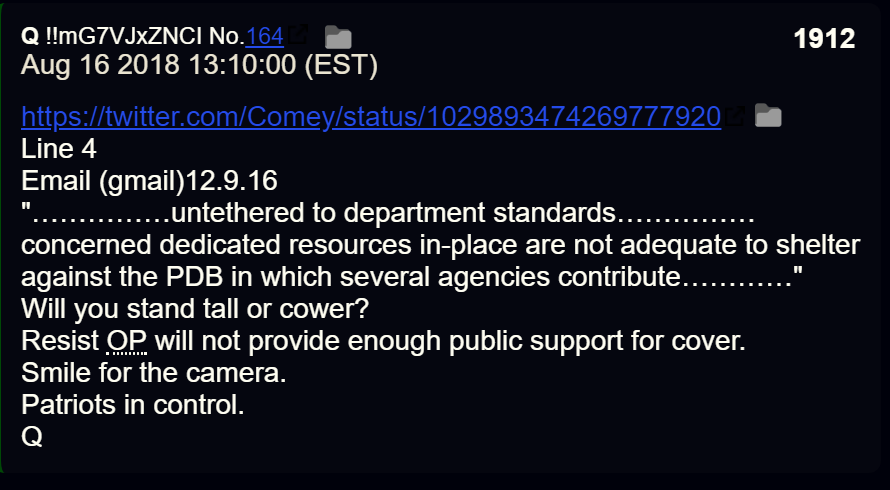 Q !!mG7VJxZNCI No.164
1912
Aug 16 2018 13:10:00 (EST)
https://twitter.com/Comey/status/1029893474269777920
Line 4
Email (gmail)12.9.16
"……………untethered to department standards……………
concerned dedicated resources in-place are not adequate to shelter
against the PDB in which several agencies contribute…………"
Will you stand tall or cower?
Resist OP will not provide enough public support for cover.
Smile for the camera.
Patriots in control.
Q